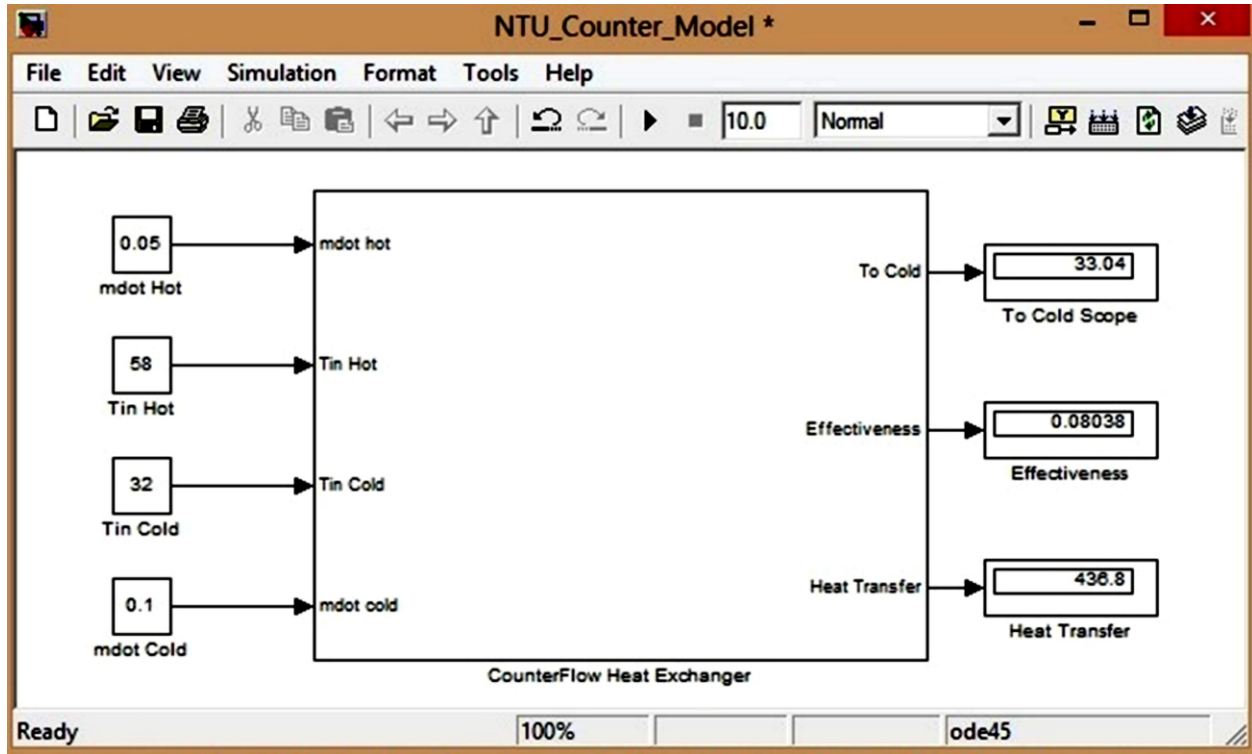 NTU_Counter_Model *
File Edit View Simulation Format Tools Help
10.0 Normal
0.05
mdot Hot
mdot hot
58
Tin Hot
Tin Hot
32
Tin Cold
Tin Cold
0.1
mdot Cold
mdot cold
To Cold
33.04
To Cold Scope
Effectiveness
0.08038
Effectiveness
Heat Transfer
436.8
Heat Transfer
CounterFlow Heat Exchanger
Ready 100% ode45